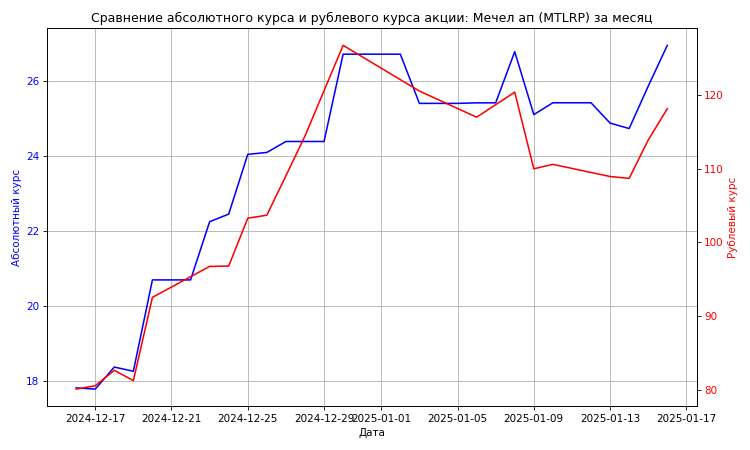 Сравнение абсолютного курса и рублевого курса акции: Мечел ап (MTLRP) за месяц
Абсолютный курс
26
24
22
20
18
120
110
100
90
80
Рублевый курс
2024-12-17 2024-12-21 2024-12-25 2024-12-29 2025-01-01 2025-01-05 2025-01-09 2025-01-13 2025-01-17
Дата